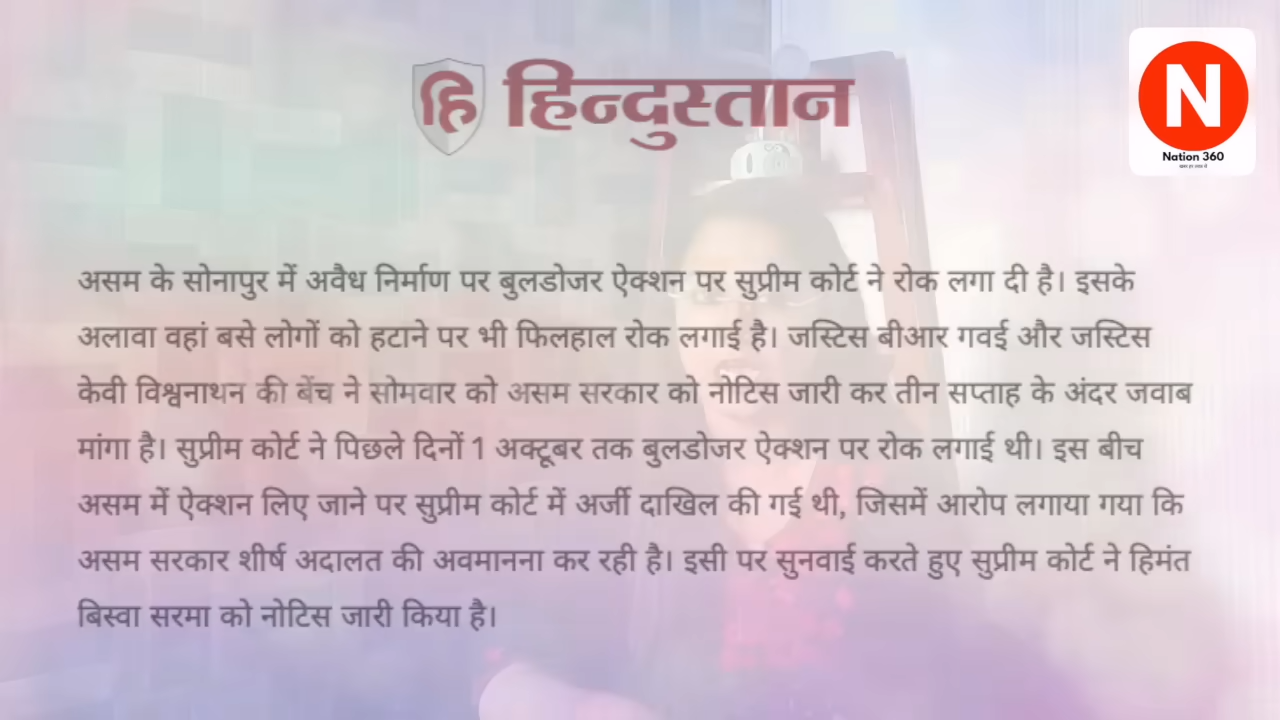 हि हिन्दुस्तान
N
Nation 360
असम के सोनापुर में अवैध निर्माण पर बुलडोजर ऐक्शन पर सुप्रीम कोर्ट ने रोक लगा दी है। इसके
अलावा वहां बसे लोगों को हटाने पर भी फिलहाल रोक लगाई है। जस्टिस बीआर गवई और जस्टिस
केवी विश्वनाथन की बेंच ने सोमवार को असम सरकार को नोटिस जारी कर तीन सप्ताह के अंदर जवाब
मांगा है। सुप्रीम कोर्ट ने पिछले दिनों 1 अक्टूबर तक बुलडोजर ऐक्शन पर रोक लगाई थी। इस बीच
असम में ऐक्शन लिए जाने पर सुप्रीम कोर्ट में अर्जी दाखिल की गई थी, जिसमें आरोप लगाया गया कि
असम सरकार शीर्ष अदालत की अवमानना कर रही है। इसी पर सुनवाई करते हुए सुप्रीम कोर्ट ने हिमंत
बिस्वा सरमा को नोटिस जारी किया है।